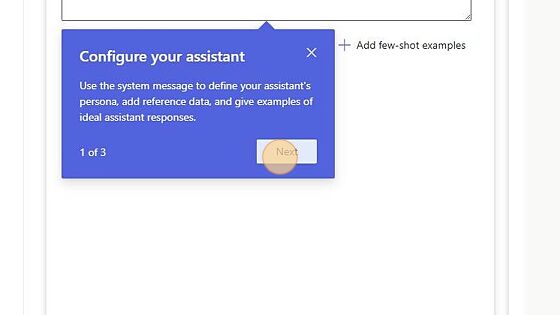 Add few-shot examples
Configure your assistant
Use the system message to define your assistant's
persona, add reference data, and give examples of
ideal assistant responses.
1 of 3
Next